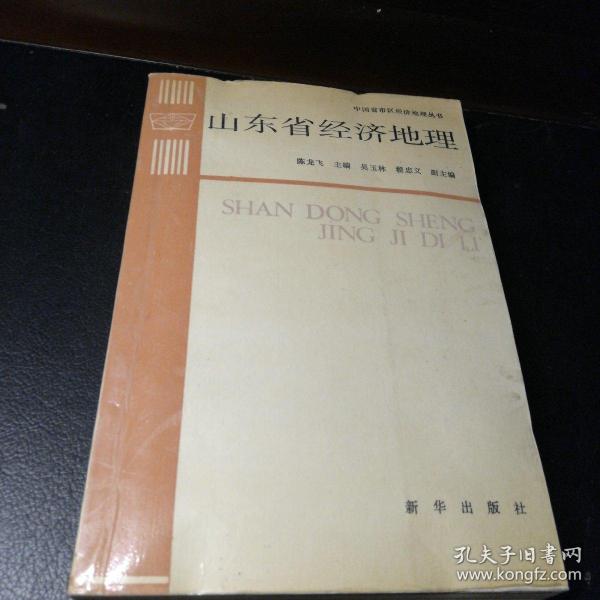 中国省市区经济地理丛书
山东省经济地理
陈龙飞 主编 吴玉林 赖忠义 副主编
SHAN DONG SHENG
JING JI DI LI
新华出版社
孔夫子旧书网
www.kongfz.com